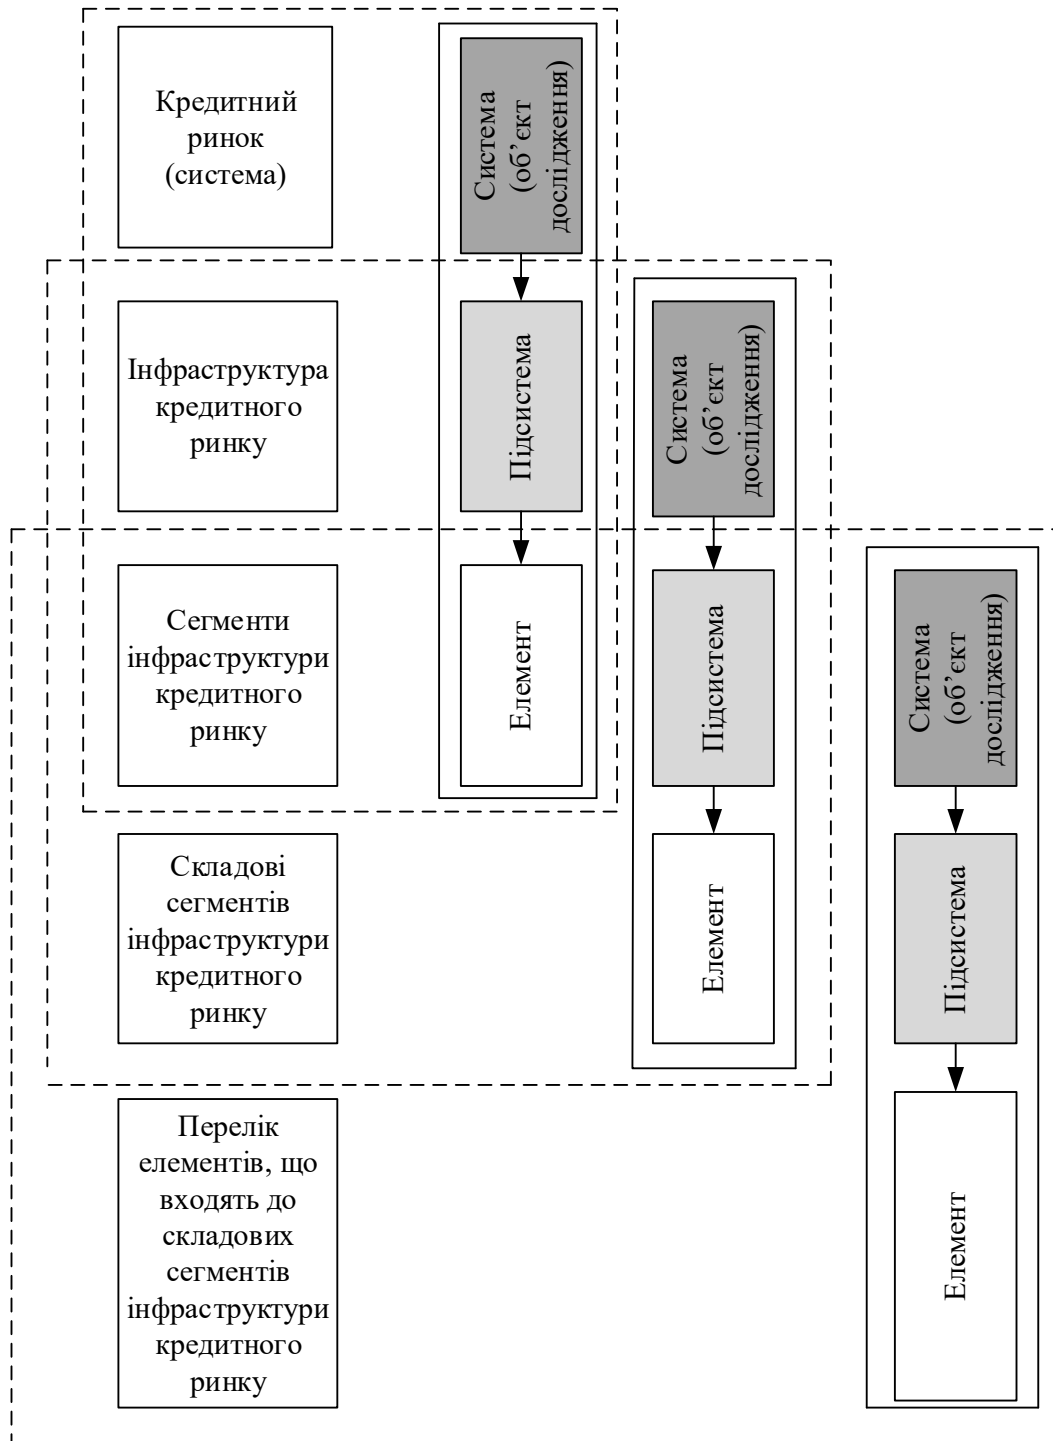 Кредитний
ринок
(система)
Система
(об’єкт
дослідження)
Інфраструктура
кредитного
ринку
Підсистема
Система
(об’єкт
дослідження)
Сегменти
інфраструктури
кредитного
ринку
Елемент
Підсистема
Система
(об’єкт
дослідження)
Складові
сегментів
інфраструктури
кредитного
ринку
Елемент
Підсистема
Перелік
елементів, що
входять до
складових
сегментів
інфраструктури
кредитного
ринку
Елемент